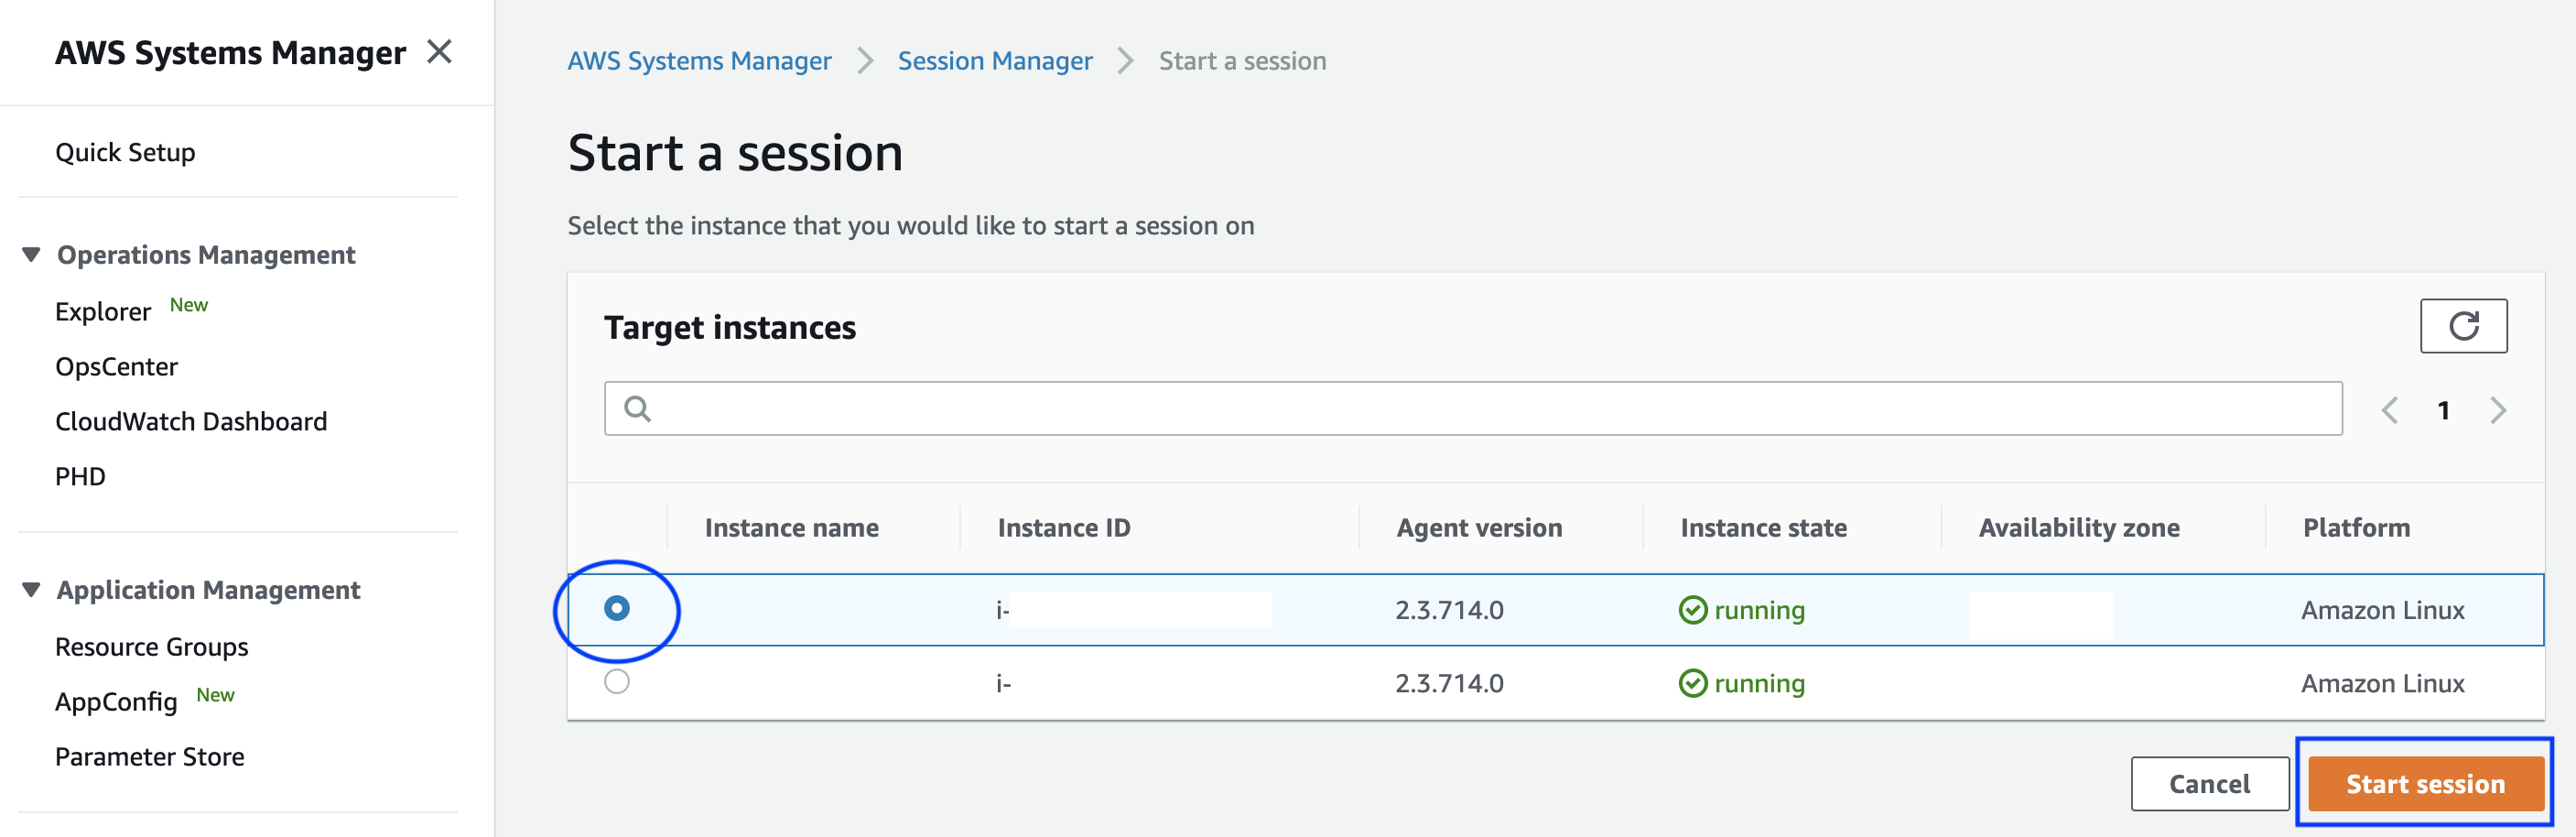 AWS Systems Manager
Quick Setup
Operations Management
Explorer New
OpsCenter
CloudWatch Dashboard
PHD
Application Management
Resource Groups
AppConfig New
Parameter Store
AWS Systems Manager > Session Manager > Start a session
Start a session
Select the instance that you would like to start a session on
Target instances
1
Instance name Instance ID Agent version Instance state Availability zone Platform
i- 2.3.714.0 running Amazon Linux
i- 2.3.714.0 running Amazon Linux
Cancel Start session